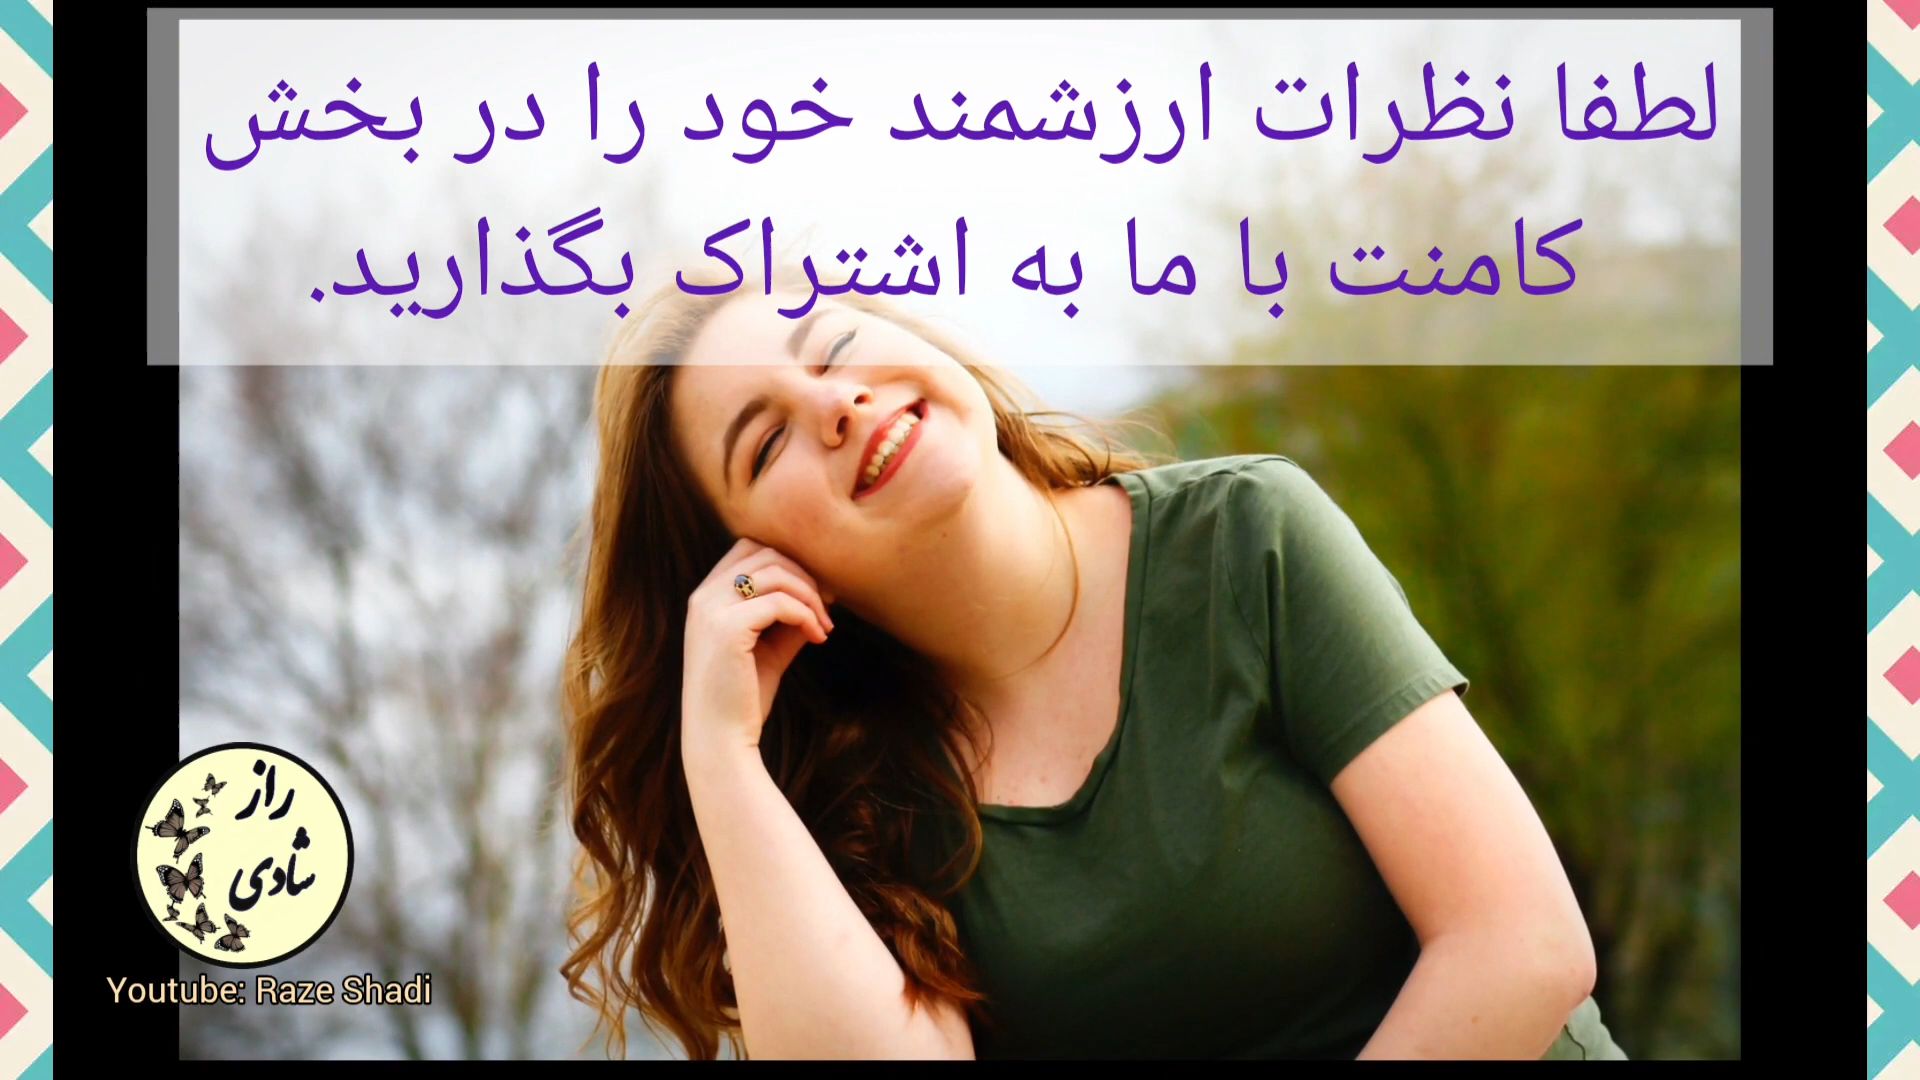 لطفا نظرات ارزشمند خود را در بخش
کامنت با ما به اشتراک بگذارید.
راز
شادی
Youtube: Raze Shadi